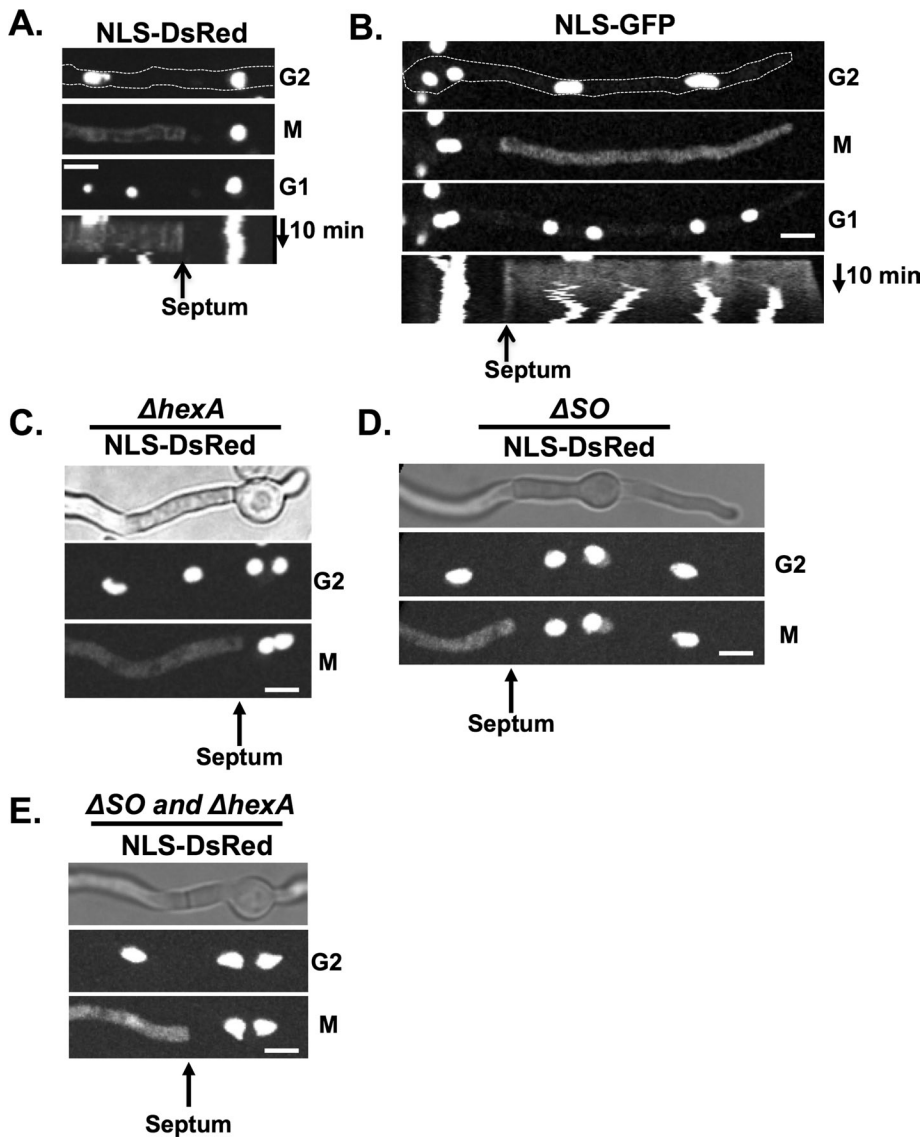 A.
NLS-DsRed
G2
M
G1
10 min
Septum
B.
NLS-GFP
G2
M
G1
10 min
Septum
C.
ΔhexA
NLS-DsRed
G2
M
Septum
D.
ΔSO
NLS-DsRed
G2
M
Septum
E.
ΔSO and ΔhexA
NLS-DsRed
G2
M
Septum